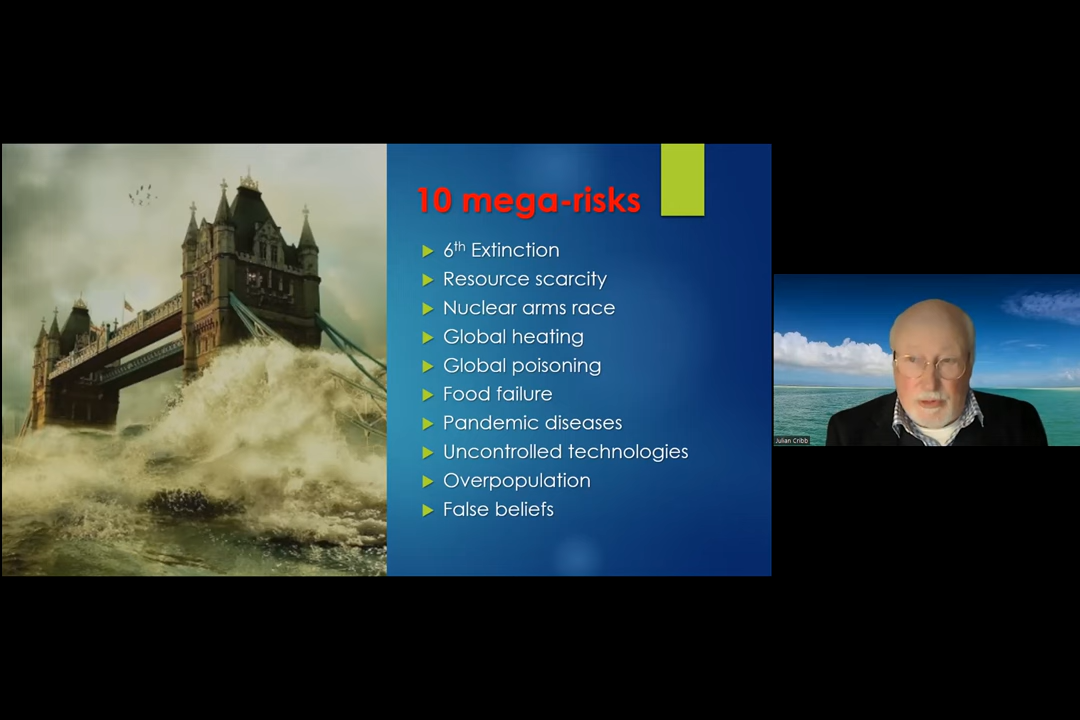 10 mega-risks
6th Extinction
Resource scarcity
Nuclear arms race
Global heating
Global poisoning
Food failure
Pandemic diseases
Uncontrolled technologies
Overpopulation
False beliefs
Julian Cribb